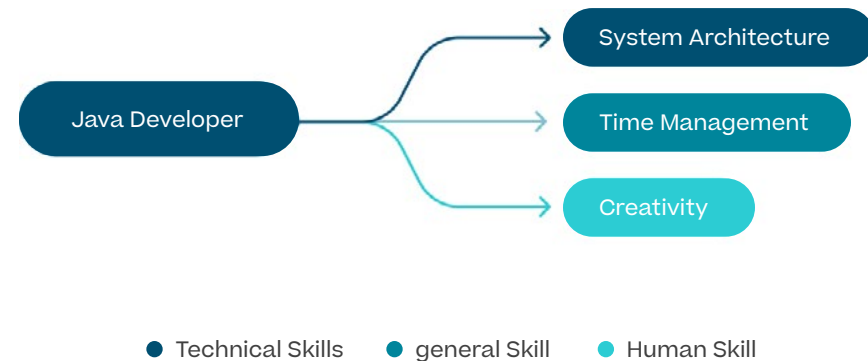 System Architecture
Java Developer
Time Management
Creativity
Technical Skills
general Skill
Human Skill